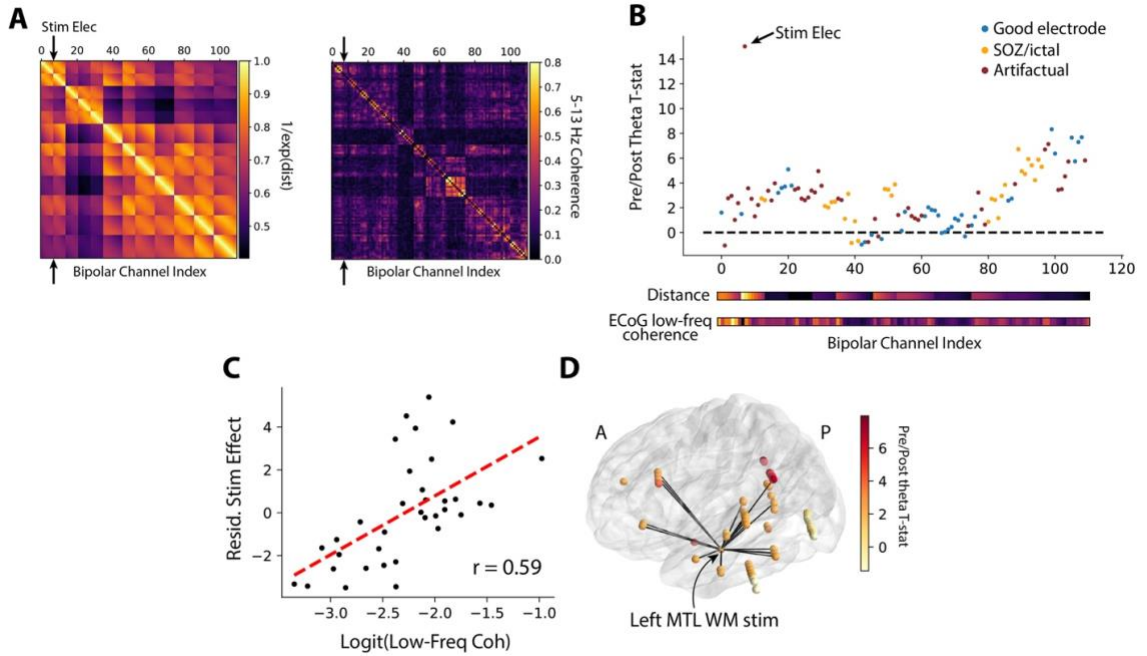 A
Stim Elec
0 20 40 60 80 100
1.0
0.9
0.8
0.7
0.6
0.5
1/exp(dist)
Bipolar Channel Index
0 20 40 60 80 100
0.8
0.7
0.6
0.5
0.4
0.3
0.2
0.1
0.0
5-13 Hz Coherence
Bipolar Channel Index
B
Stim Elec
Good electrode
SOZ/ictal
Artifactual
Pre/Post Theta T-stat
14
12
10
8
6
4
2
0
0 20 40 60 80 100 120
Distance
ECoG low-freq
coherence
Bipolar Channel Index
C
Resid. Stim Effect
4
2
0
−2
r = 0.59
−3.0 −2.5 −2.0 −1.5 −1.0
Logit(Low-Freq Coh)
D
A
P
6
4
2
0
Pre/Post theta T-stat
Left MTL WM stim